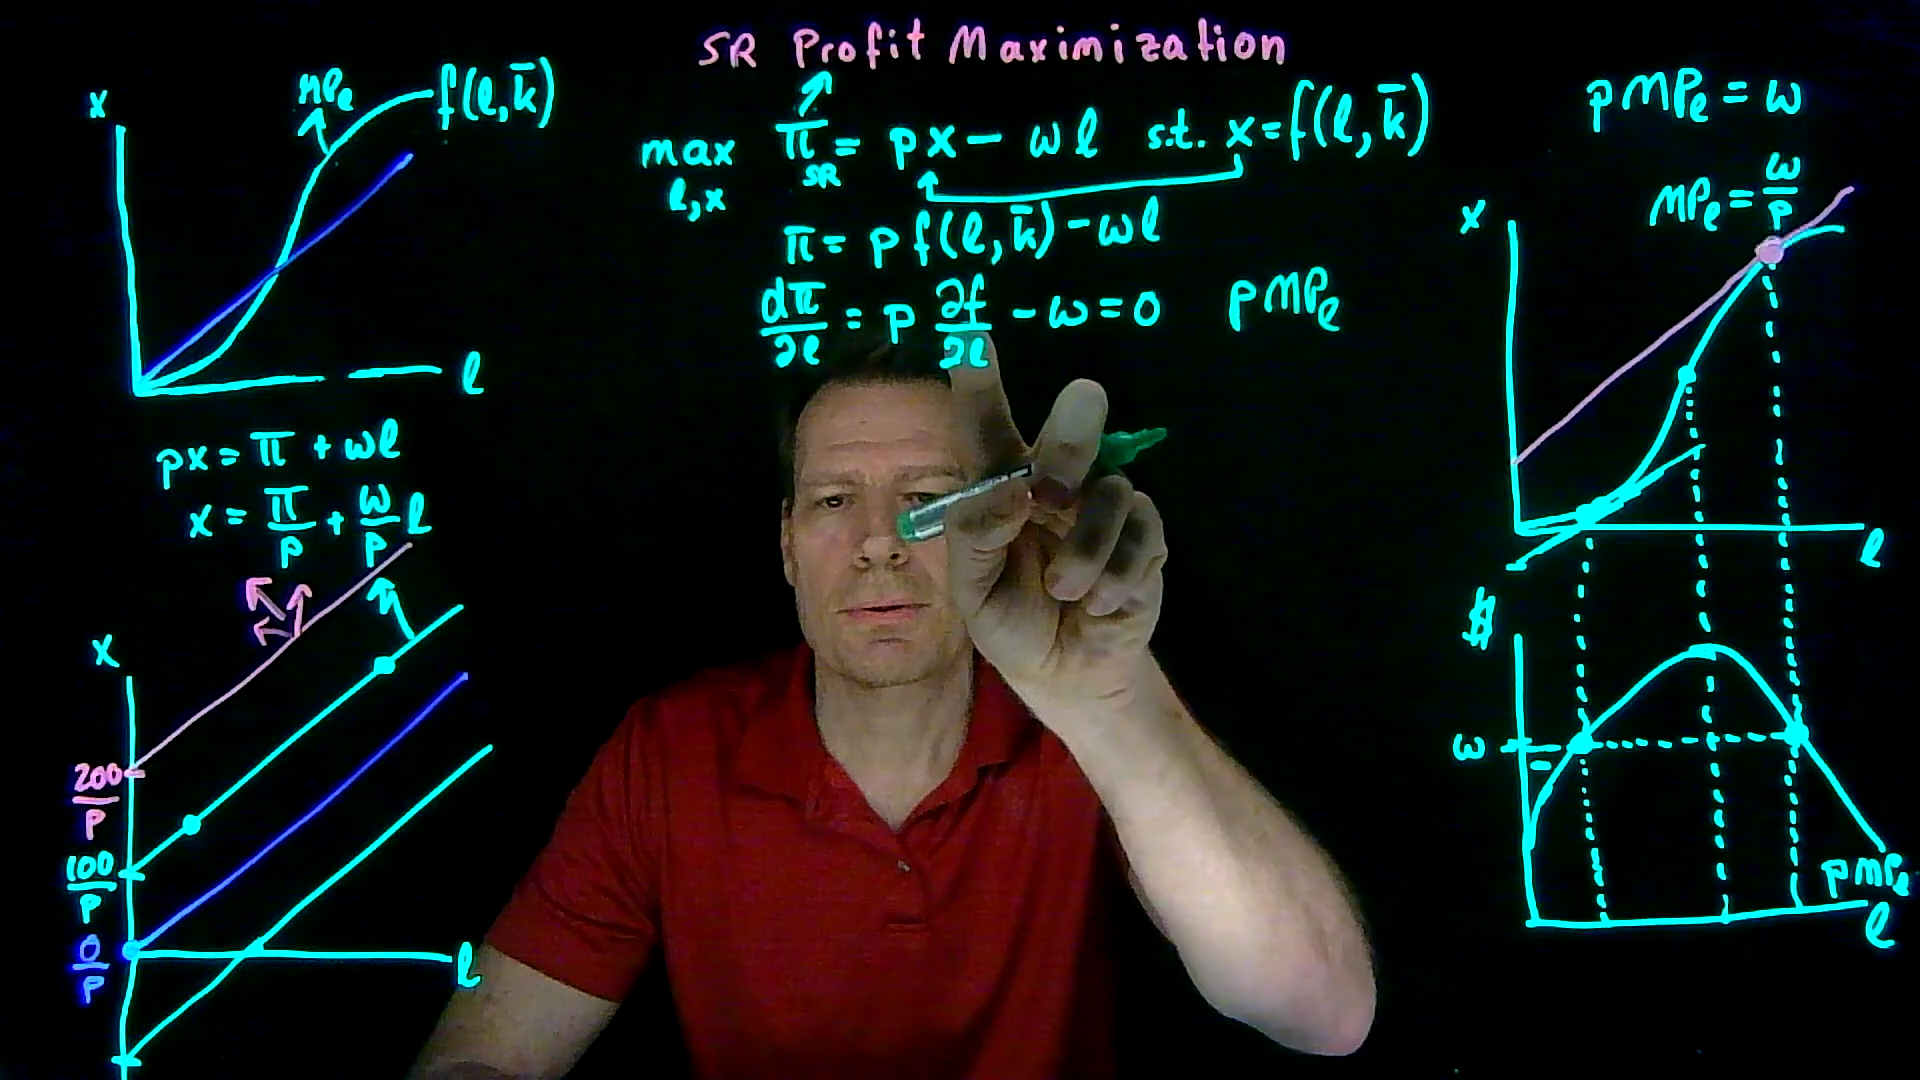 SR Profit Maximization
x
MPℓ
f(ℓ, k̄)
ℓ
px = π + wℓ
x = π/p + w/p ℓ
x
200/p
100/p
0/p
ℓ
max π_SR = px − wℓ s.t. x = f(ℓ, k̄)
ℓ, x
π = p f(ℓ, k̄) − wℓ
dπ/∂ℓ = p ∂f/∂ℓ − w = 0 pMPℓ
pMPℓ = w
MPℓ = w/p
x
ℓ
$
w
pMPℓ
ℓ